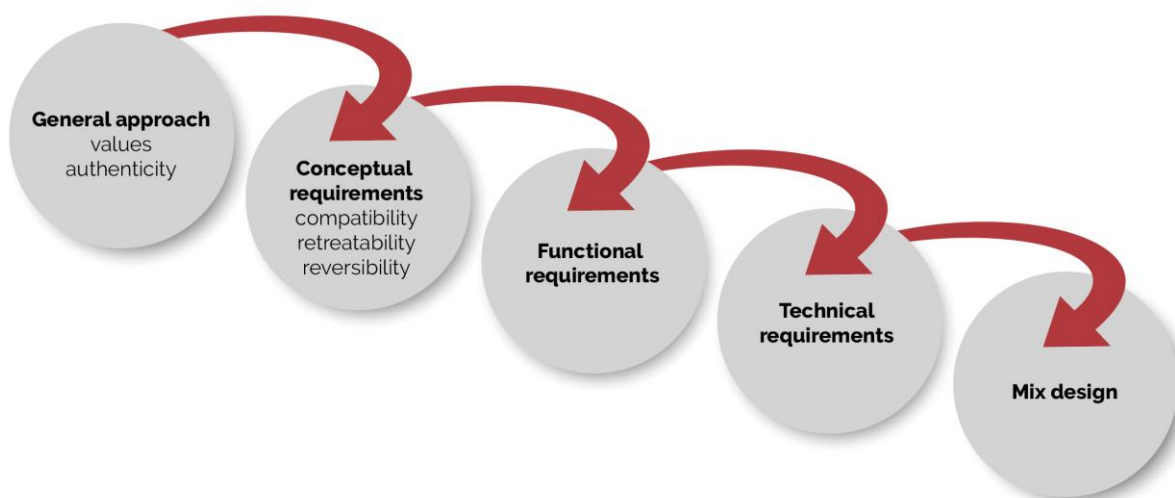 General approach
values
authenticity
Conceptual
requirements
compatibility
retreatability
reversibility
Functional
requirements
Technical
requirements
Mix design